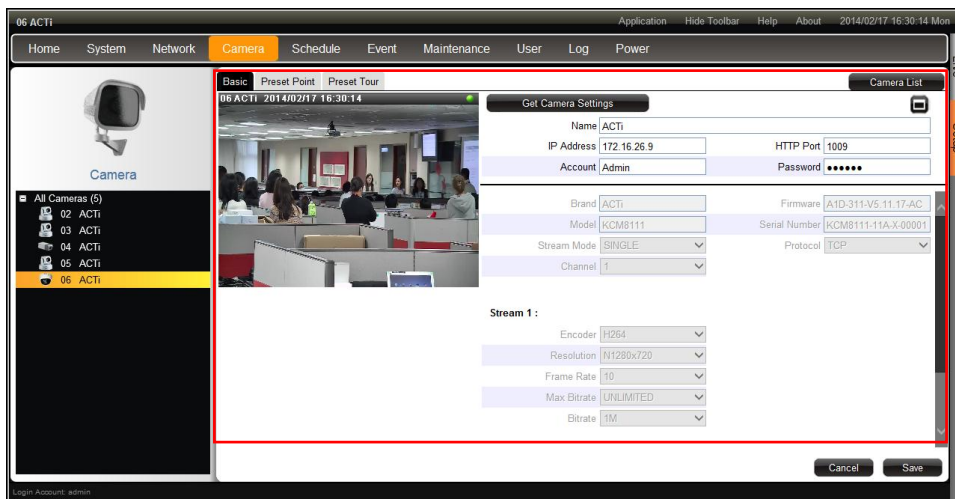 06 ACTi
Application Hide Toolbar Help About 2014/02/17 16:30:14 Mon
Home System Network Camera Schedule Event Maintenance User Log Power
Basic Preset Point Preset Tour Camera List
06 ACTi 2014/02/17 16:30:14
Get Camera Settings
Name ACTi
IP Address 172.16.26.9 HTTP Port 1009
Account Admin Password ●●●●●●
Camera
All Cameras (5)
02 ACTi
03 ACTi
04 ACTi
05 ACTi
06 ACTi
Brand ACTi Firmware A1D-311-V5.11.17-AC
Model KCM8111 Serial Number KCM8111-11A-X-00001
Stream Mode SINGLE Protocol TCP
Channel 1
Stream 1 :
Encoder H264
Resolution N1280x720
Frame Rate 10
Max Bitrate UNLIMITED
Bitrate 1M
Cancel Save
Login Account: admin